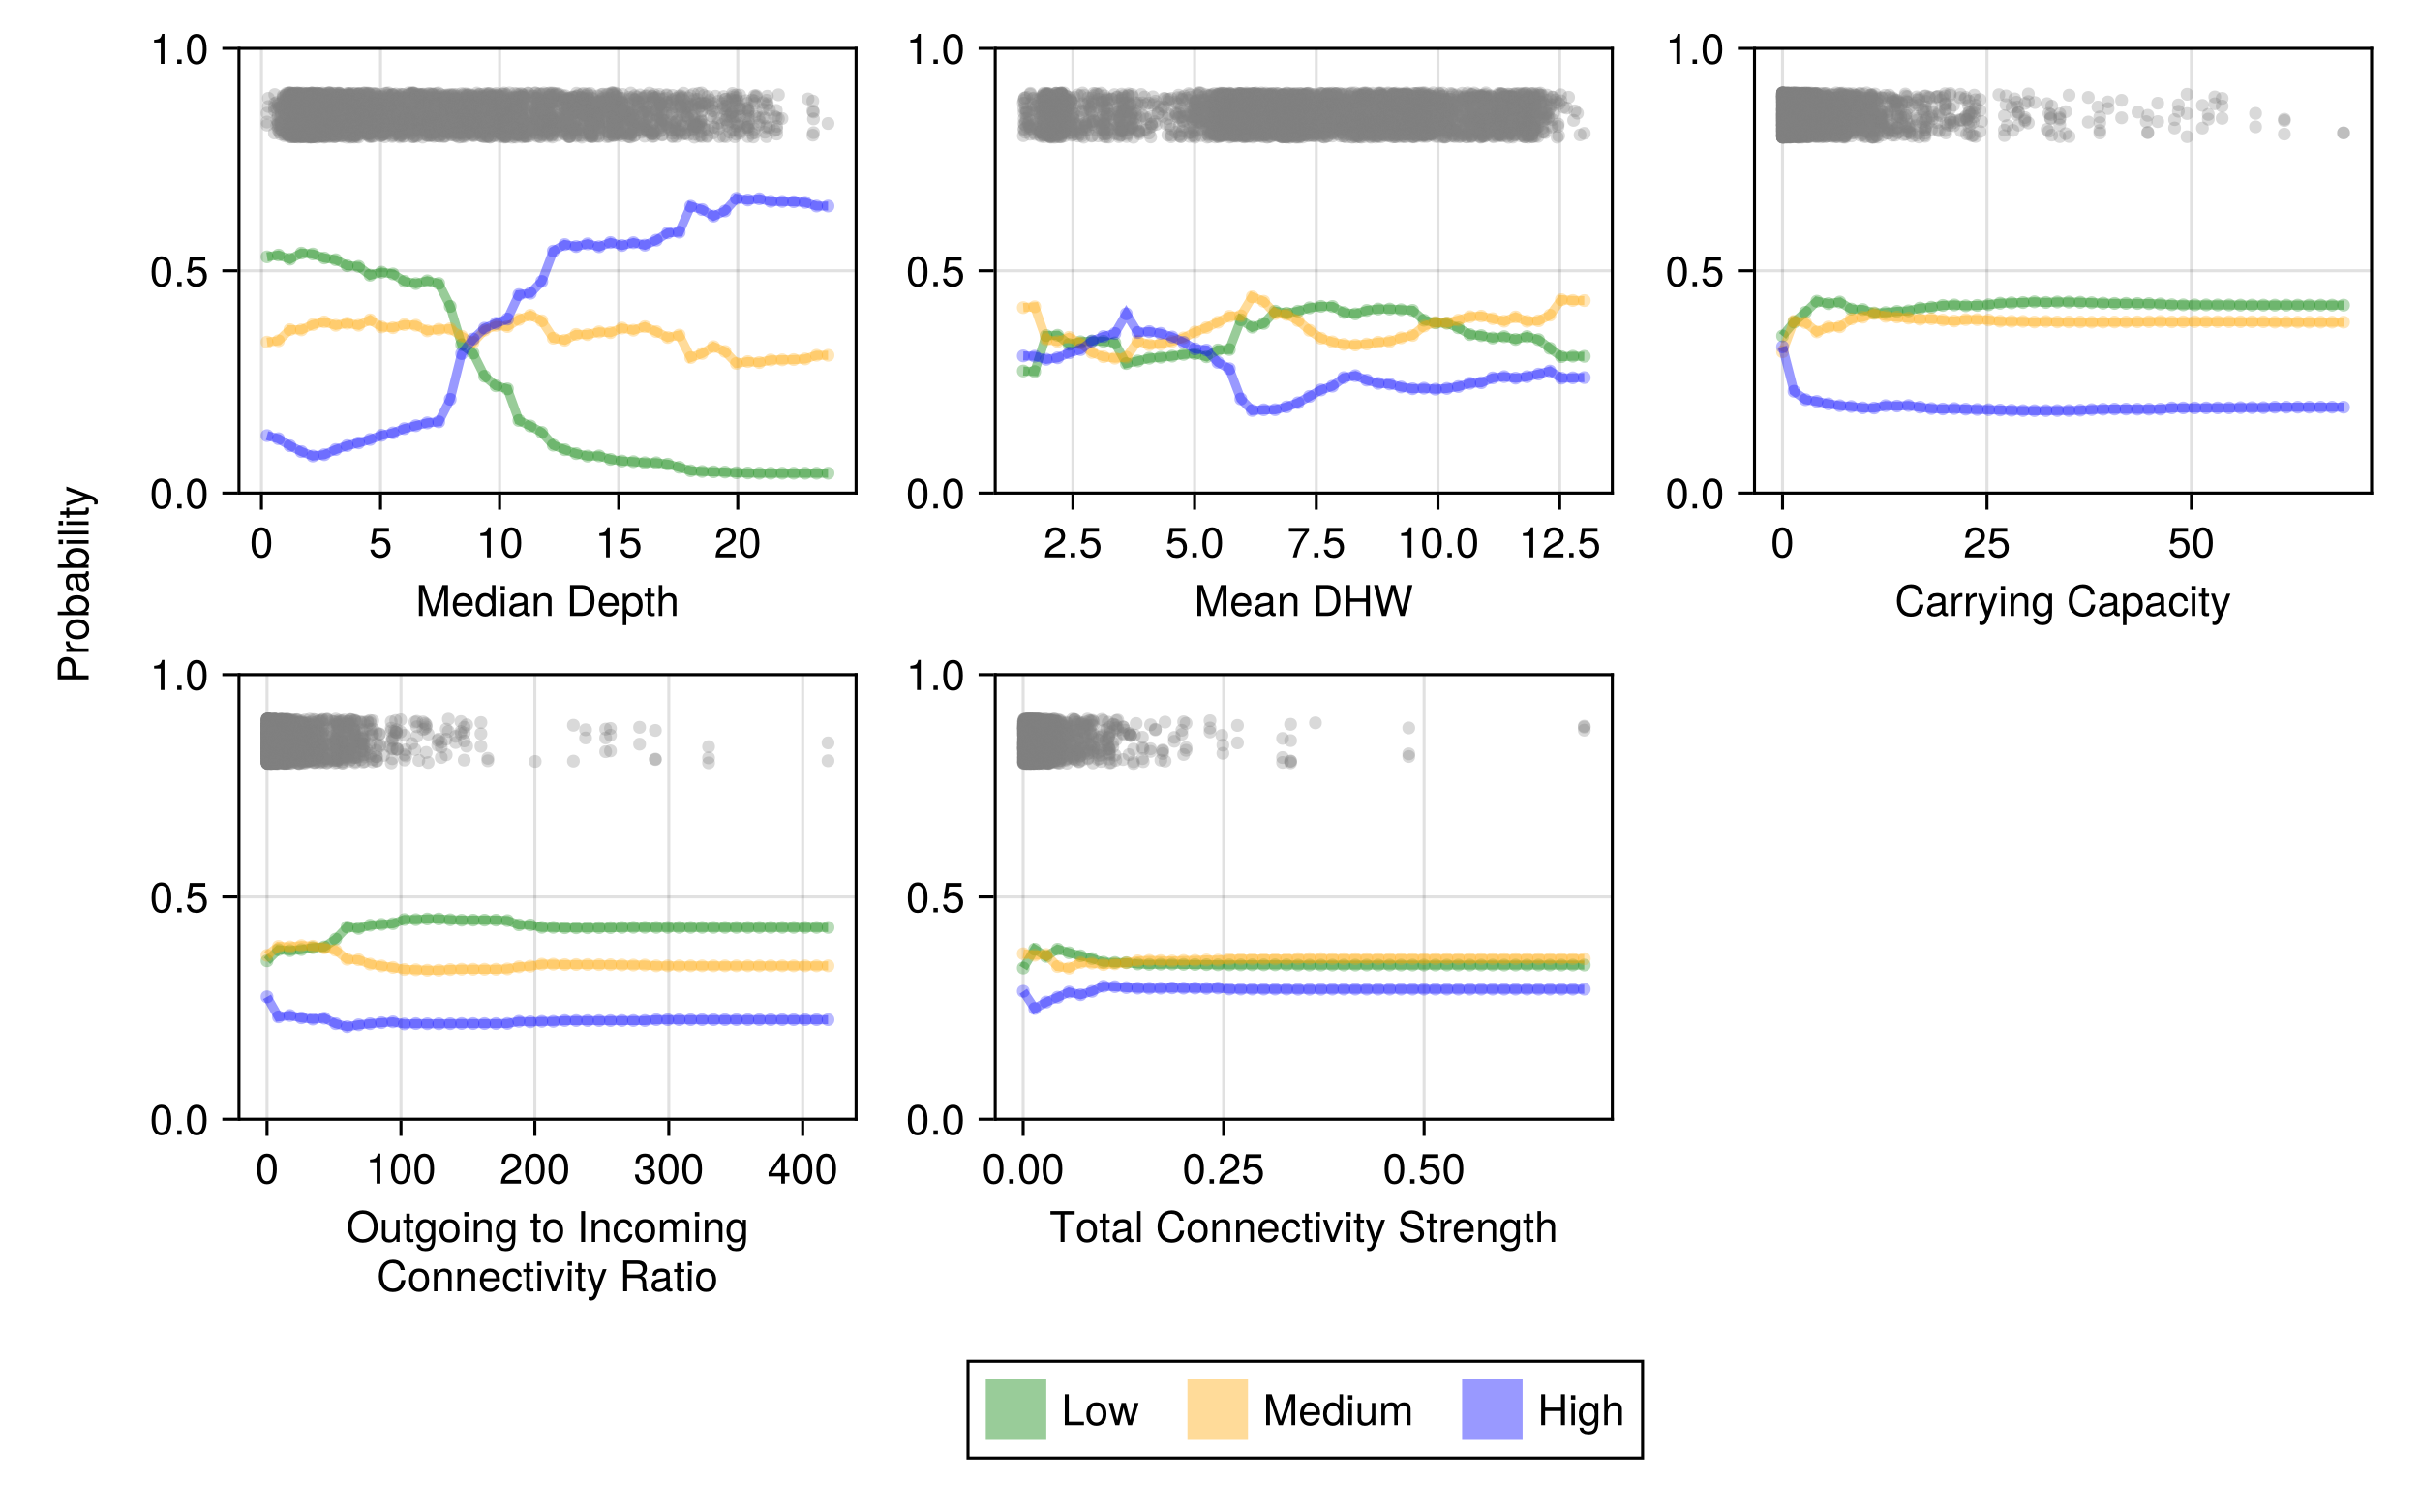 Probability
1.0
0.5
0.0
0 5 10 15 20
Median Depth
1.0
0.5
0.0
2.5 5.0 7.5 10.0 12.5
Mean DHW
1.0
0.5
0.0
0 25 50
Carrying Capacity
1.0
0.5
0.0
0 100 200 300 400
Outgoing to Incoming
Connectivity Ratio
1.0
0.5
0.0
0.00 0.25 0.50
Total Connectivity Strength
Low Medium High